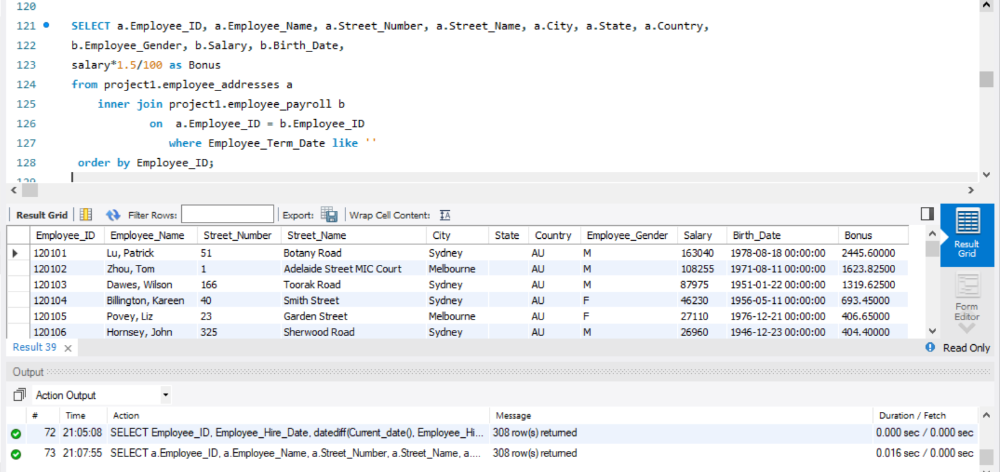 120
121 SELECT a.Employee_ID, a.Employee_Name, a.Street_Number, a.Street_Name, a.City, a.State, a.Country,
122 b.Employee_Gender, b.Salary, b.Birth_Date,
123 salary*1.5/100 as Bonus
124 from project1.employee_addresses a
125 inner join project1.employee_payroll b
126 on a.Employee_ID = b.Employee_ID
127 where Employee_Term_Date like ''
128 order by Employee_ID;
129
Result Grid Filter Rows: Export: Wrap Cell Content: IA
Employee_ID Employee_Name Street_Number Street_Name City State Country Employee_Gender Salary Birth_Date Bonus
120101 Lu, Patrick 51 Botany Road Sydney AU M 163040 1978-08-18 00:00:00 2445.60000
120102 Zhou, Tom 1 Adelaide Street MIC Court Melbourne AU M 108255 1971-08-11 00:00:00 1623.82500
120103 Dawes, Wilson 166 Toorak Road Sydney AU M 87975 1951-01-22 00:00:00 1319.62500
120104 Billington, Kareen 40 Smith Street Sydney AU F 46230 1956-05-11 00:00:00 693.45000
120105 Povey, Liz 23 Garden Street Melbourne AU F 27110 1976-12-21 00:00:00 406.65000
120106 Hornsey, John 325 Sherwood Road Sydney AU M 26960 1946-12-23 00:00:00 404.40000
Result
Grid
Form
Editor
Result 39 Read Only
Output
Action Output
# Time Action Message Duration / Fetch
72 21:05:08 SELECT Employee_ID, Employee_Hire_Date, datediff(Current_date(), Employee_Hi... 308 row(s) returned 0.000 sec / 0.000 sec
73 21:07:55 SELECT a.Employee_ID, a.Employee_Name, a.Street_Number, a.Street_Name, a.... 308 row(s) returned 0.016 sec / 0.000 sec